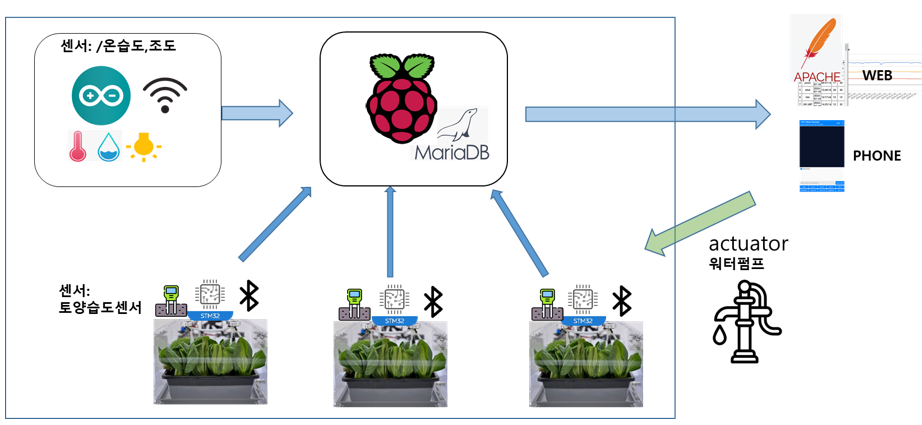 센서: /온습도,조도
MariaDB
APACHE
WEB
PHONE
actuator
워터펌프
센서:
토양습도센서
STM32
STM32
STM32